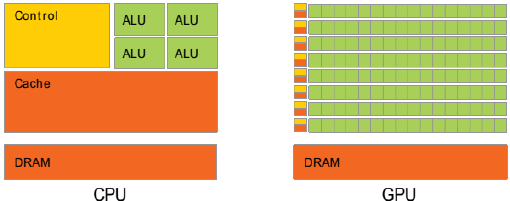 Control
ALU ALU
ALU ALU
Cache
DRAM
CPU
DRAM
GPU